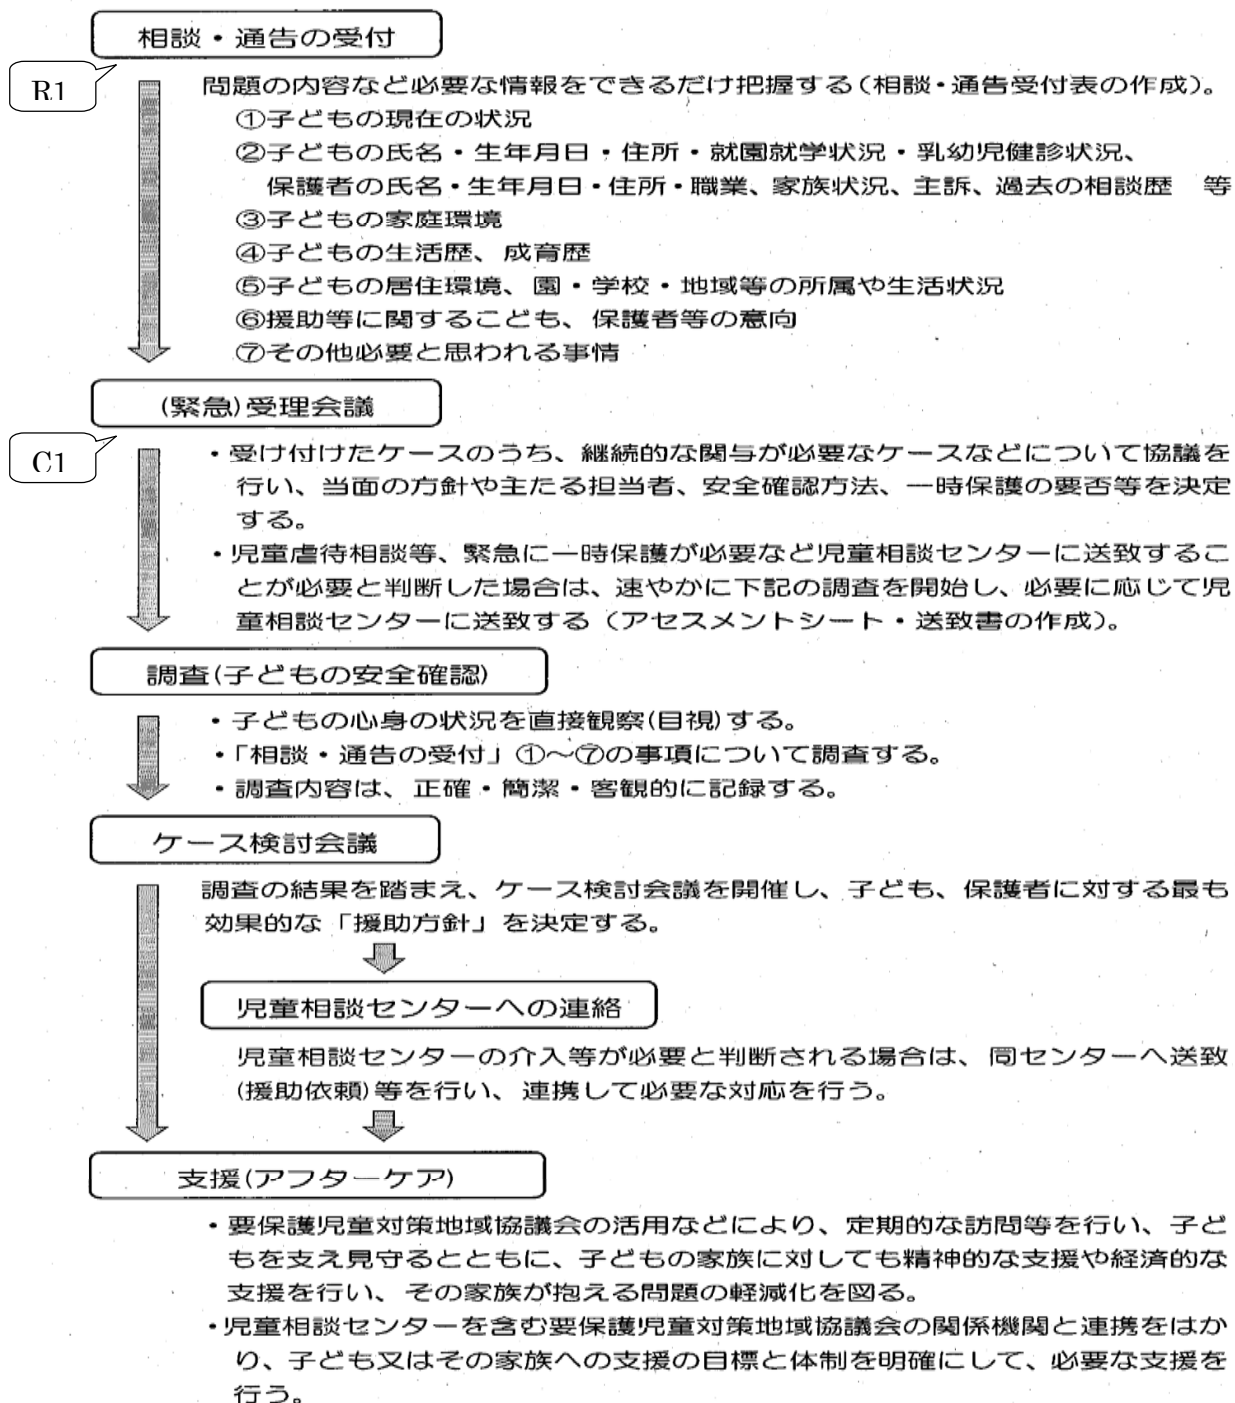 相談・通告の受付
R1
問題の内容など必要な情報をできるだけ把握する(相談・通告受付表の作成)。
①子どもの現在の状況
②子どもの氏名・生年月日・住所・就園就学状況・乳幼児健診状況、
保護者の氏名・生年月日・住所・職業、家族状況、主訴、過去の相談歴　等
③子どもの家庭環境
④子どもの生活歴、成育歴
⑤子どもの居住環境、園・学校・地域等の所属や生活状況
⑥援助等に関するこども、保護者等の意向
⑦その他必要と思われる事情
(緊急)受理会議
C1
・受け付けたケースのうち、継続的な関与が必要なケースなどについて協議を
行い、当面の方針や主たる担当者、安全確認方法、一時保護の要否等を決定
する。
・児童虐待相談等、緊急に一時保護が必要など児童相談センターに送致するこ
とが必要と判断した場合は、速やかに下記の調査を開始し、必要に応じて児
童相談センターに送致する（アセスメントシート・送致書の作成）。
調査(子どもの安全確認)
・子どもの心身の状況を直接観察(目視)する。
・「相談・通告の受付」①〜⑦の事項について調査する。
・調査内容は、正確・簡潔・客観的に記録する。
ケース検討会議
調査の結果を踏まえ、ケース検討会議を開催し、子ども、保護者に対する最も
効果的な「援助方針」を決定する。
児童相談センターへの連絡
児童相談センターの介入等が必要と判断される場合は、同センターへ送致
(援助依頼)等を行い、連携して必要な対応を行う。
支援(アフターケア)
・要保護児童対策地域協議会の活用などにより、定期的な訪問等を行い、子ど
もを支え見守るとともに、子どもの家族に対しても精神的な支援や経済的な
支援を行い、その家族が抱える問題の軽減化を図る。
・児童相談センターを含む要保護児童対策地域協議会の関係機関と連携をはか
り、子ども又はその家族への支援の目標と体制を明確にして、必要な支援を
行う。